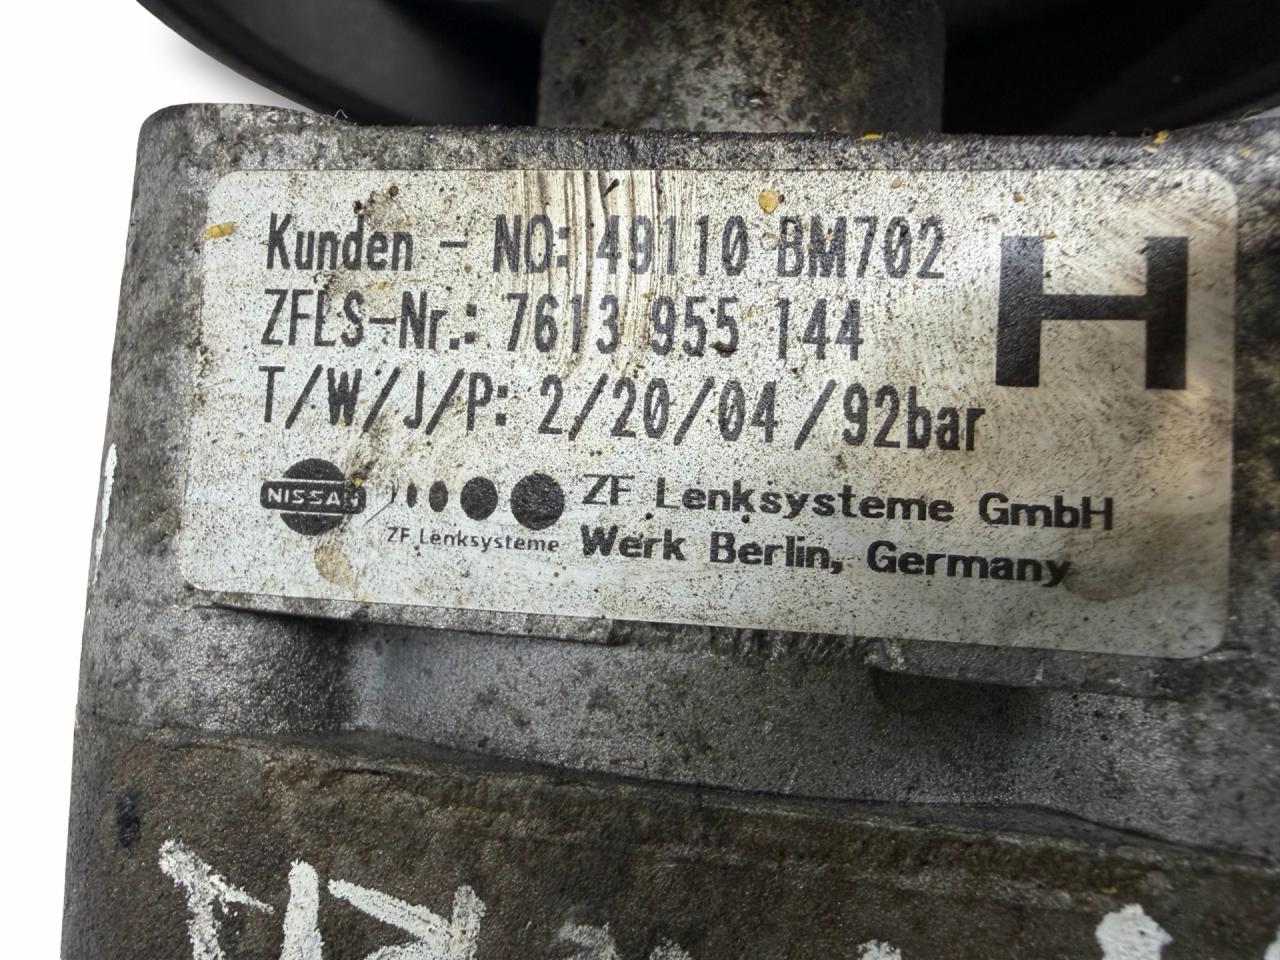 Kunden - NO: 49110 BM702
H
ZFLS-Nr.: 7613 955 144
T/W/J/P: 2/20/04/92bar
NISSAN
ZF Lenksysteme
ZF Lenksysteme GmbH
Werk Berlin, Germany